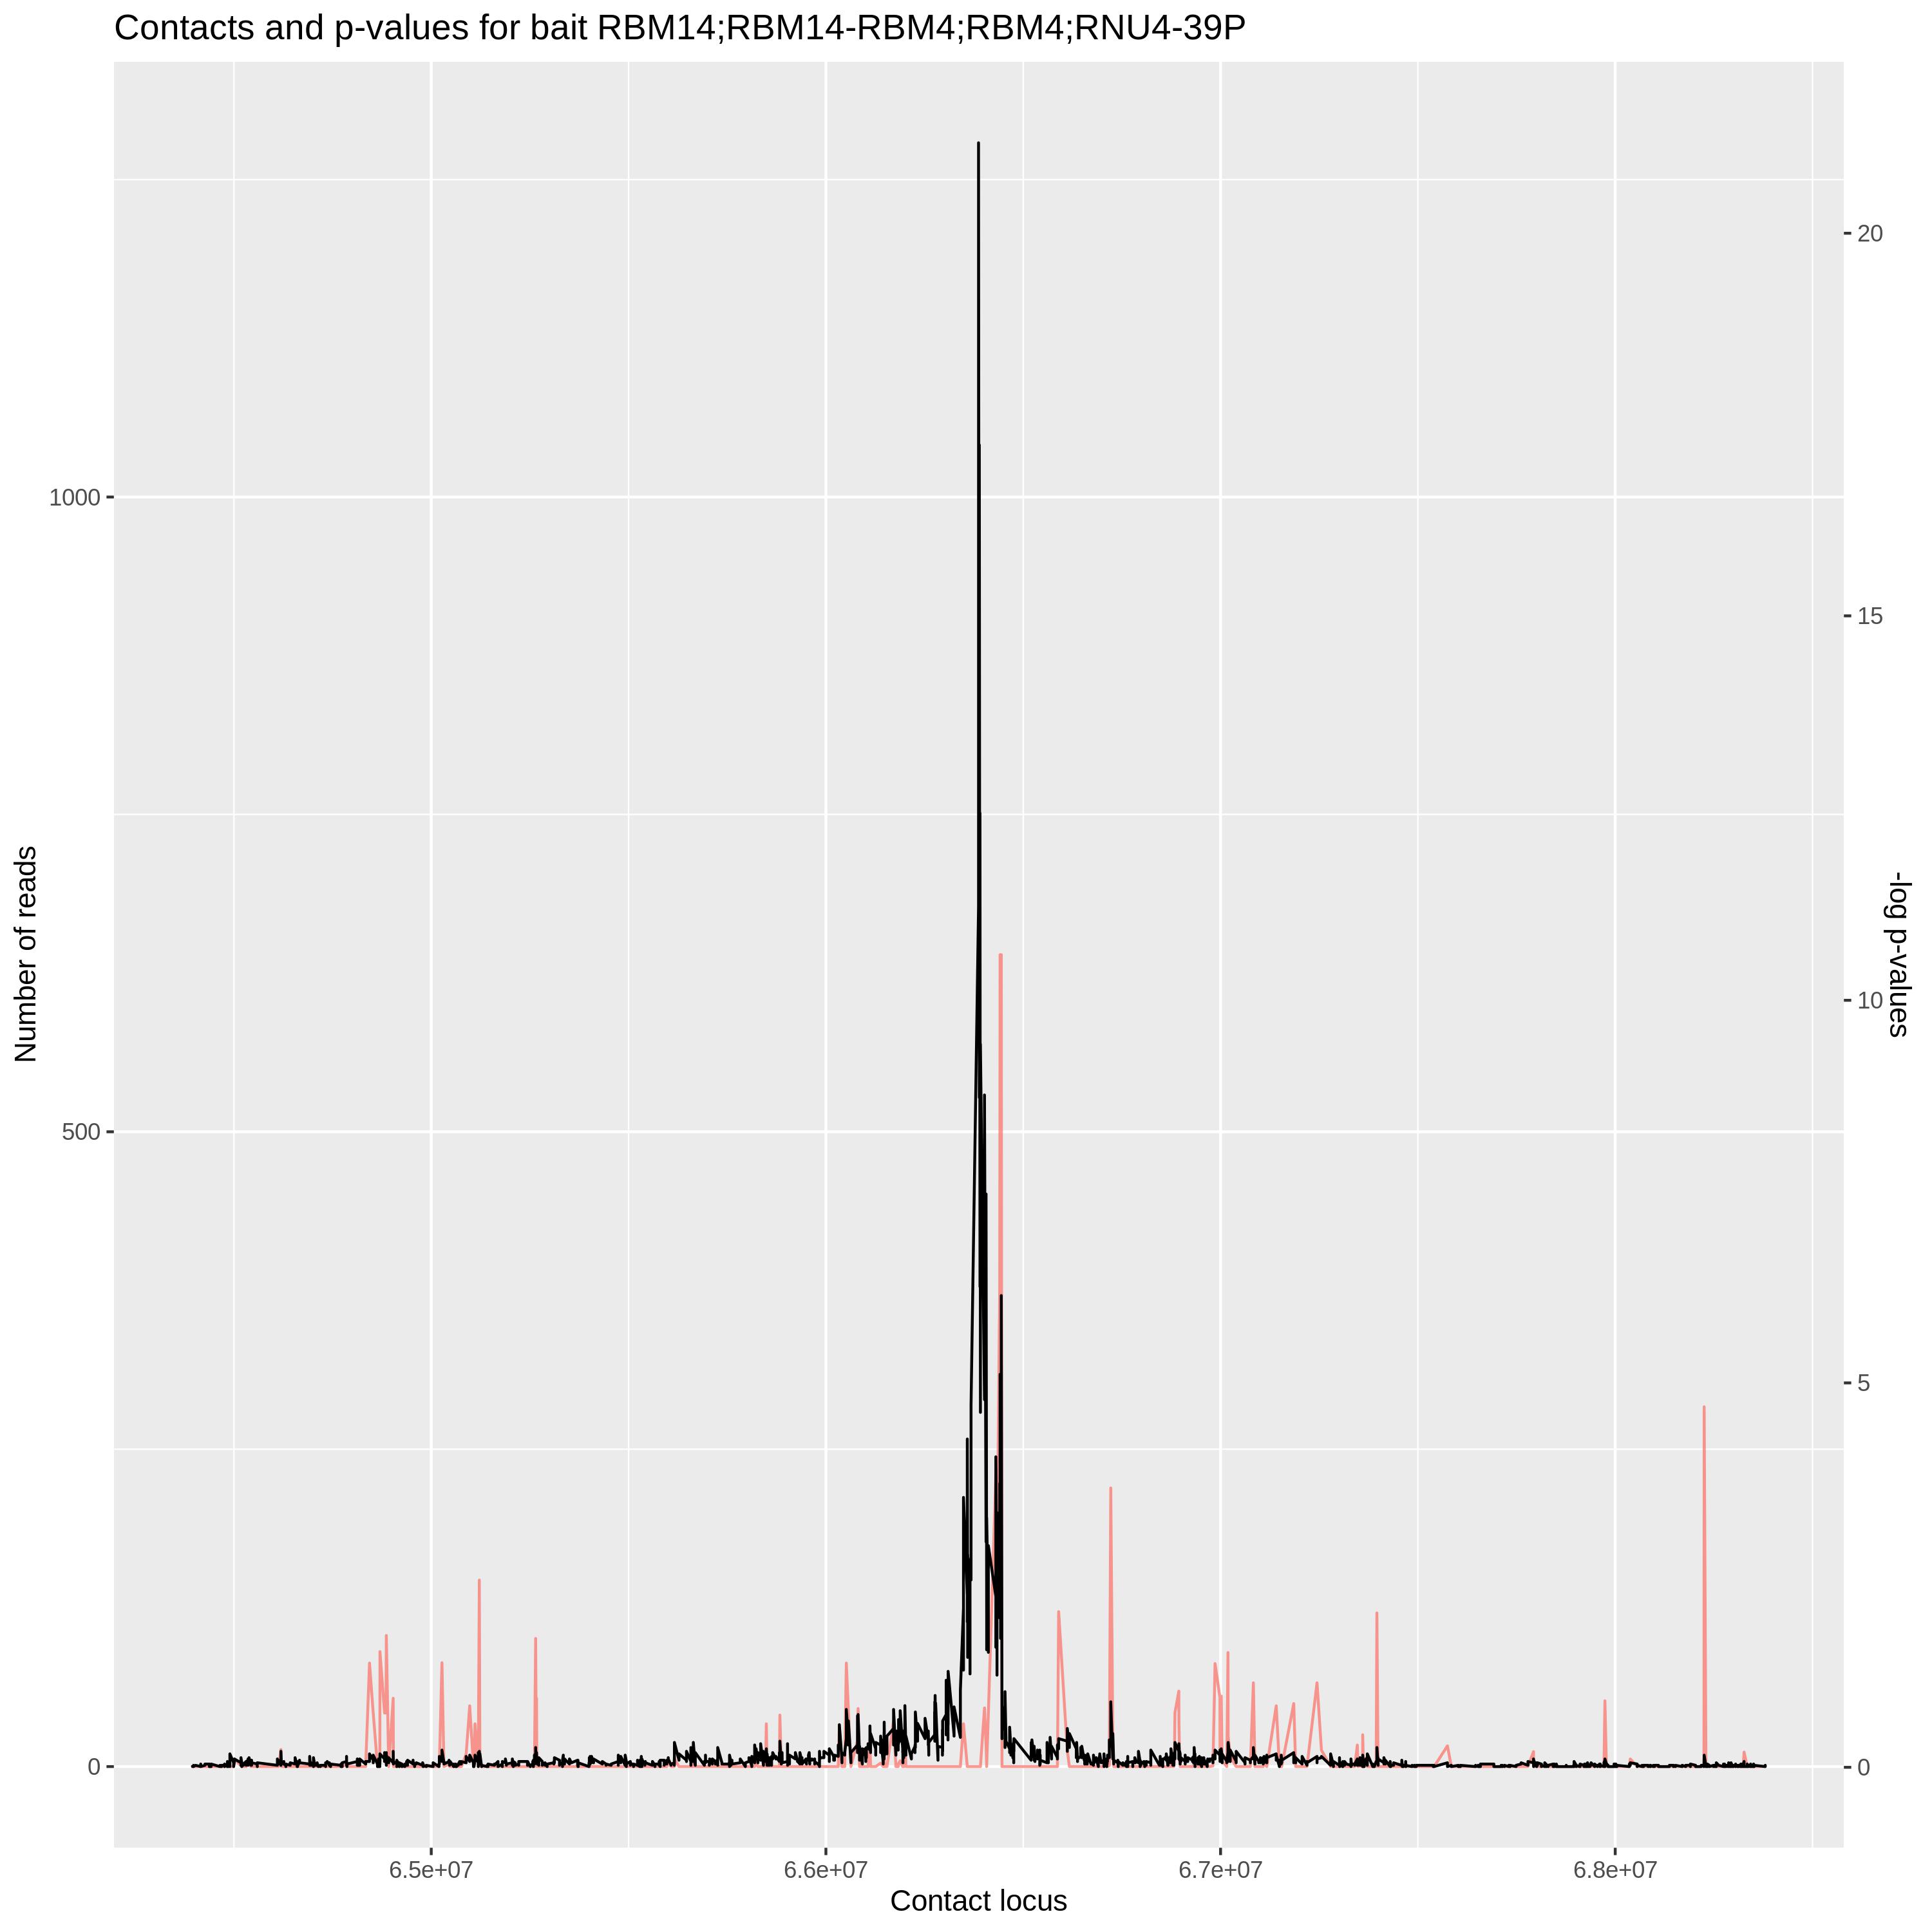 Contacts and p-values for bait RBM14;RBM14-RBM4;RBM4;RNU4-39P
Number of reads
1000
500
0
20
15
10
5
0
-log p-values
6.5e+07
6.6e+07
6.7e+07
6.8e+07
Contact locus